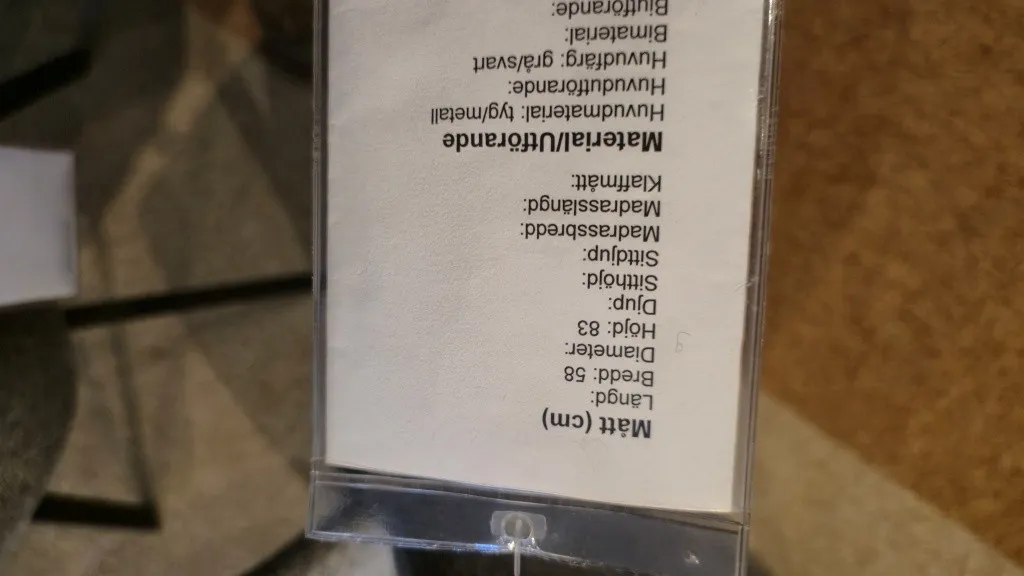 Mått (cm)
Längd:
Bredd: 58
Diameter:
Höjd: 83
Djup:
Sitthöjd:
Sittdjup:
Madrassbredd:
Madrasslängd:
Klaffmått:
Material/Utförande
Huvudmaterial: tyg/metall
Huvudutförande:
Huvudfärg: grå/svart
Bimaterial:
Biutförande: